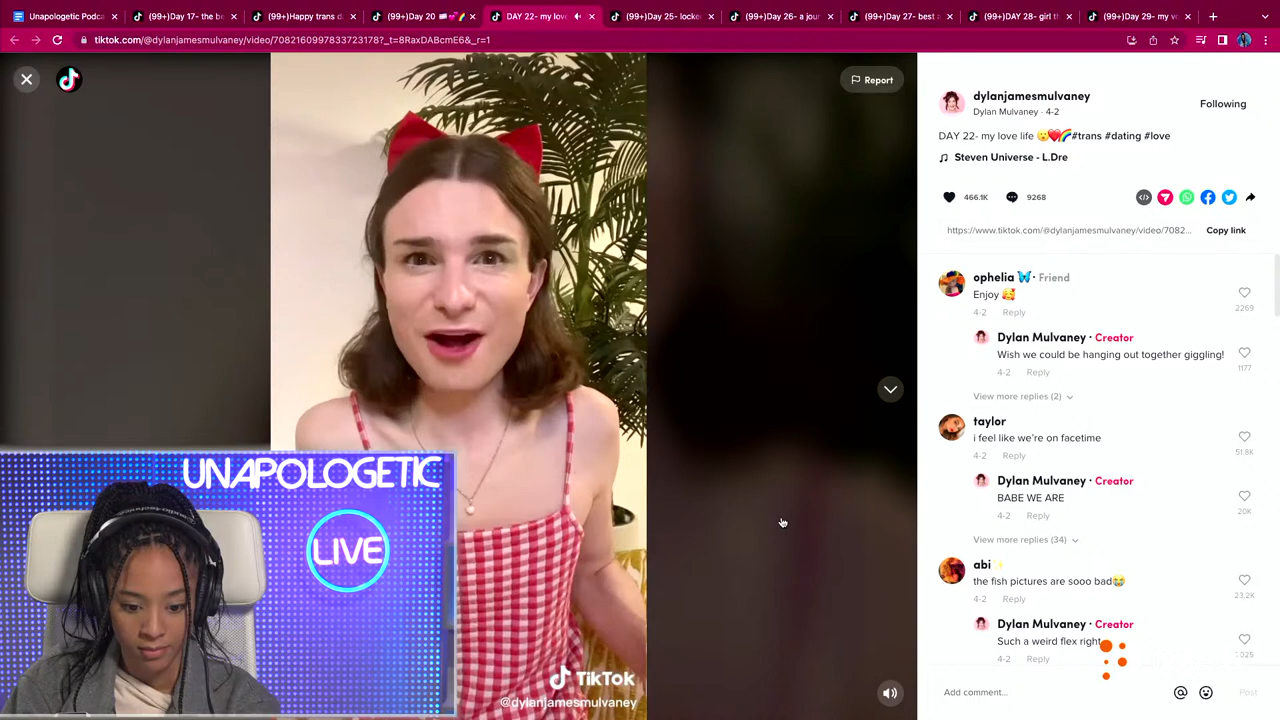 Unapologetic Podca
(99+)Day 17- the be
(99+)Happy trans da
(99+)Day 20
DAY 22- my lov
(99+)Day 25- locke
(99+)Day 26- a jour
(99+)Day 27- best a
(99+)DAY 28- girl th
(99+)Day 29- my vo
tiktok.com/@dylanjamesmulvaney/video/7082160997833723178?_t=8RaxDABcmE6&_r=1
Report
UNAPOLOGETIC
LIVE
TikTok
@dylanjamesmulvaney
dylanjamesmulvaney
Dylan Mulvaney · 4-2
Following
DAY 22- my love life 😮❤️🌈#trans #dating #love
Steven Universe - L.Dre
466.1K
9268
https://www.tiktok.com/@dylanjamesmulvaney/video/7082...
Copy link
ophelia 🦋 · Friend
Enjoy 🥰
4-2 Reply
2269
Dylan Mulvaney · Creator
Wish we could be hanging out together giggling!
4-2 Reply
1177
View more replies (2)
taylor
i feel like we're on facetime
4-2 Reply
51.8K
Dylan Mulvaney · Creator
BABE WE ARE
4-2 Reply
20K
View more replies (34)
abi✨
the fish pictures are sooo bad😭
4-2 Reply
23.2K
Dylan Mulvaney · Creator
Such a weird flex right
4-2 Reply
Add comment...
Post